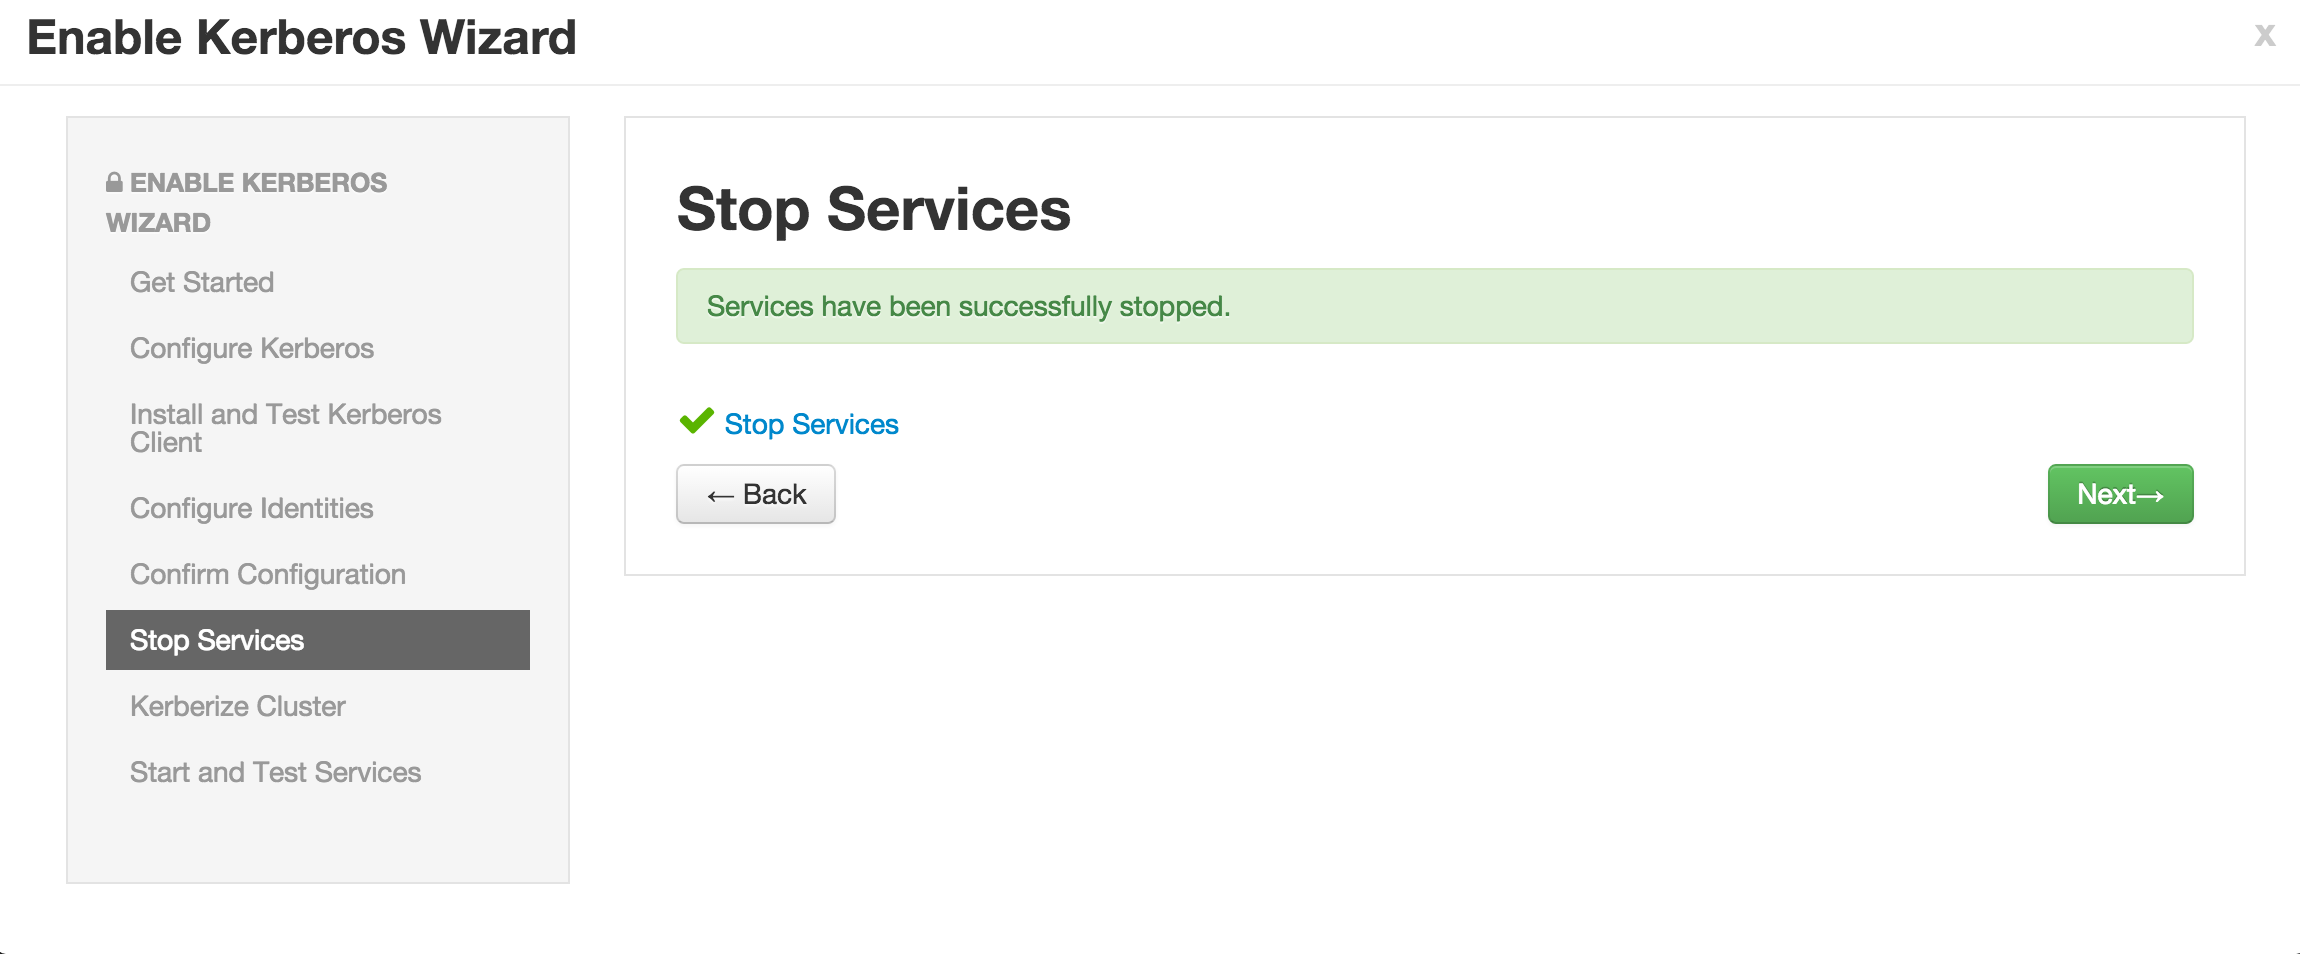 Enable Kerberos Wizard
x
ENABLE KERBEROS
WIZARD
Get Started
Configure Kerberos
Install and Test Kerberos
Client
Configure Identities
Confirm Configuration
Stop Services
Kerberize Cluster
Start and Test Services
Stop Services
Services have been successfully stopped.
Stop Services
← Back
Next→